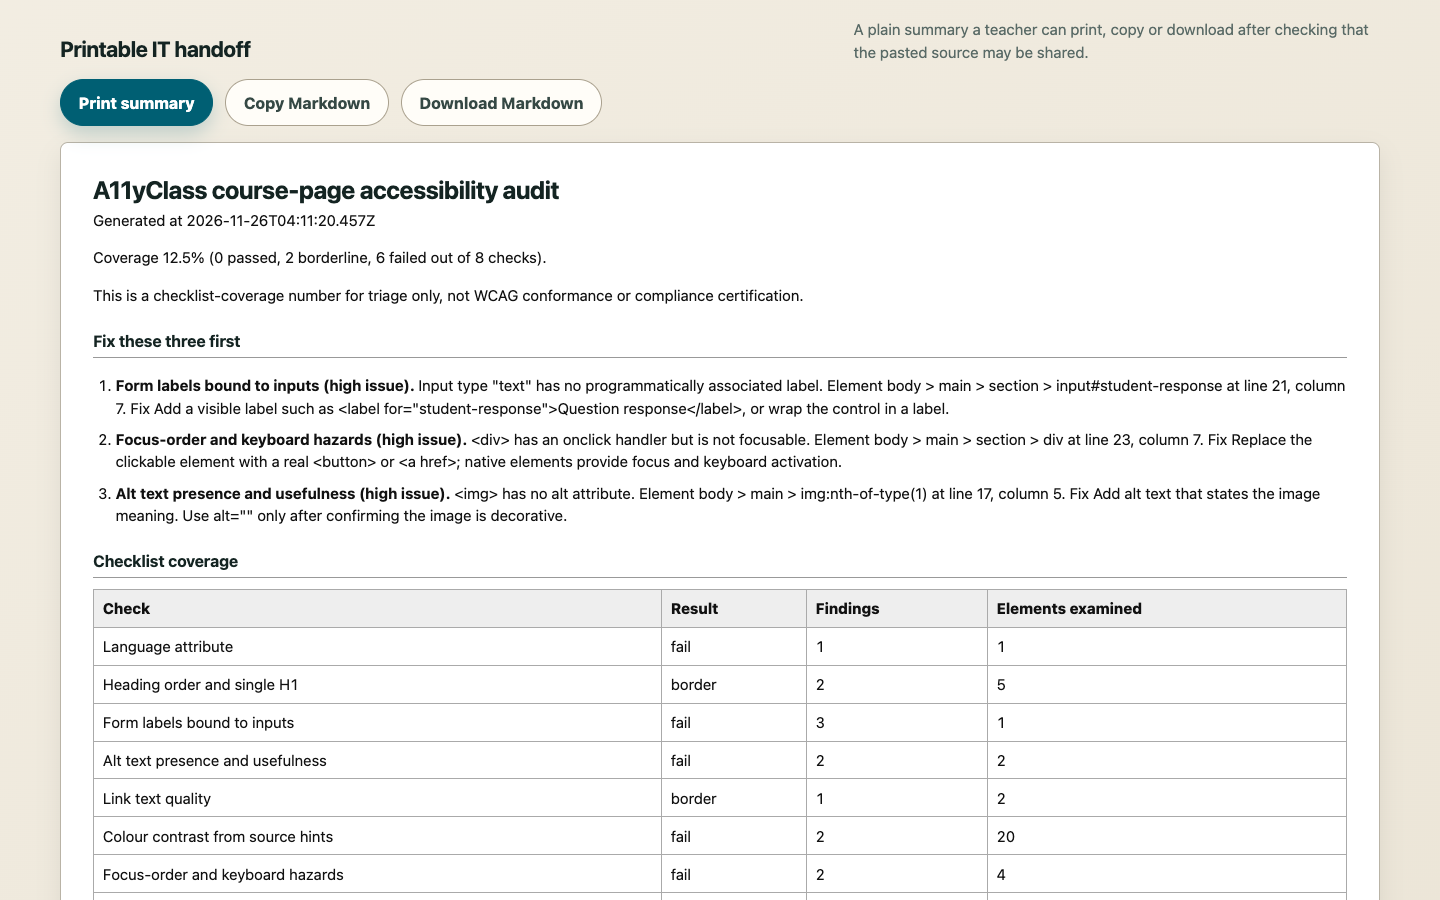 Printable IT handoff
A plain summary a teacher can print, copy or download after checking that
the pasted source may be shared.
Print summary
Copy Markdown
Download Markdown
A11yClass course-page accessibility audit
Generated at 2026-11-26T04:11:20.457Z
Coverage 12.5% (0 passed, 2 borderline, 6 failed out of 8 checks).
This is a checklist-coverage number for triage only, not WCAG conformance or compliance certification.
Fix these three first
1. Form labels bound to inputs (high issue). Input type "text" has no programmatically associated label. Element body > main > section > input#student-response at line 21, column
7. Fix Add a visible label such as <label for="student-response">Question response</label>, or wrap the control in a label.
2. Focus-order and keyboard hazards (high issue). <div> has an onclick handler but is not focusable. Element body > main > section > div at line 23, column 7. Fix Replace the
clickable element with a real <button> or <a href>; native elements provide focus and keyboard activation.
3. Alt text presence and usefulness (high issue). <img> has no alt attribute. Element body > main > img:nth-of-type(1) at line 17, column 5. Fix Add alt text that states the image
meaning. Use alt="" only after confirming the image is decorative.
Checklist coverage
Check Result Findings Elements examined
Language attribute fail 1 1
Heading order and single H1 border 2 5
Form labels bound to inputs fail 3 1
Alt text presence and usefulness fail 2 2
Link text quality border 1 2
Colour contrast from source hints fail 2 20
Focus-order and keyboard hazards fail 2 4